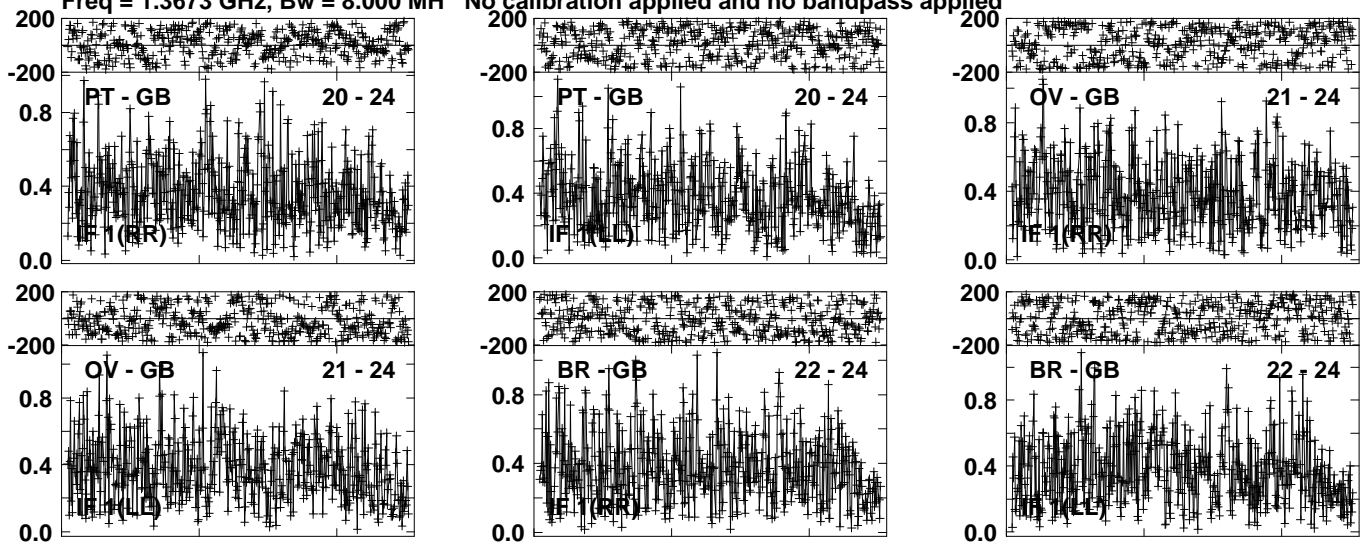 Freq = 1.3673 GHz, Bw = 8.000 MH No calibration applied and no bandpass applied
200 200 200
-200 -200 -200
PT - GB 20 - 24 PT - GB 20 - 24 OV - GB 21 - 24
0.8 0.8 0.8
0.4 0.4 0.4
IF 1(RR) IF 1(LL) IF 1(RR)
0.0 0.0 0.0
200 200 200
-200 -200 -200
OV - GB 21 - 24 BR - GB 22 - 24 BR - GB 22 - 24
0.8 0.8 0.8
0.4 0.4 0.4
IF 1(LL) IF 1(RR) IF 1(LL)
0.0 0.0 0.0